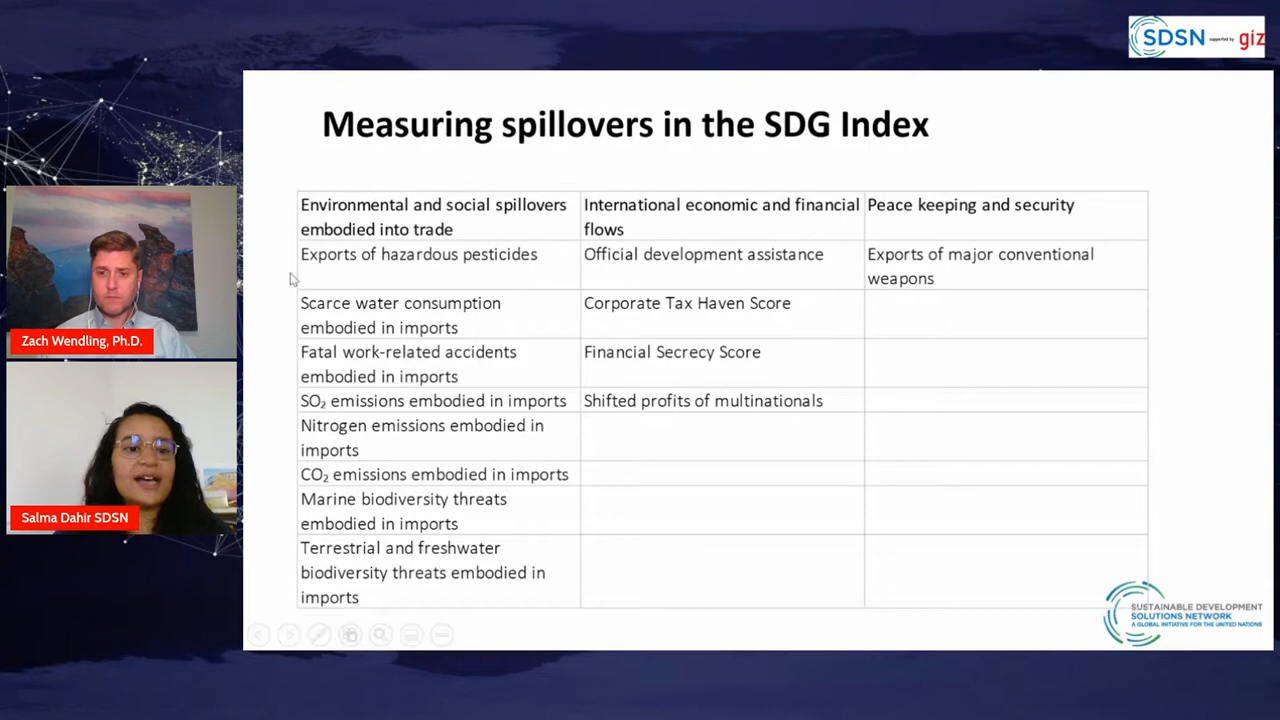 SDSN supported by giz
Measuring spillovers in the SDG Index
Environmental and social spillovers
embodied into trade
International economic and financial
flows
Peace keeping and security
Exports of hazardous pesticides
Official development assistance
Exports of major conventional
weapons
Scarce water consumption
embodied in imports
Corporate Tax Haven Score
Fatal work-related accidents
embodied in imports
Financial Secrecy Score
SO₂ emissions embodied in imports
Shifted profits of multinationals
Nitrogen emissions embodied in
imports
CO₂ emissions embodied in imports
Marine biodiversity threats
embodied in imports
Terrestrial and freshwater
biodiversity threats embodied in
imports
Zach Wendling, Ph.D.
Salma Dahir SDSN
SUSTAINABLE DEVELOPMENT
SOLUTIONS NETWORK
A GLOBAL INITIATIVE FOR THE UNITED NATIONS